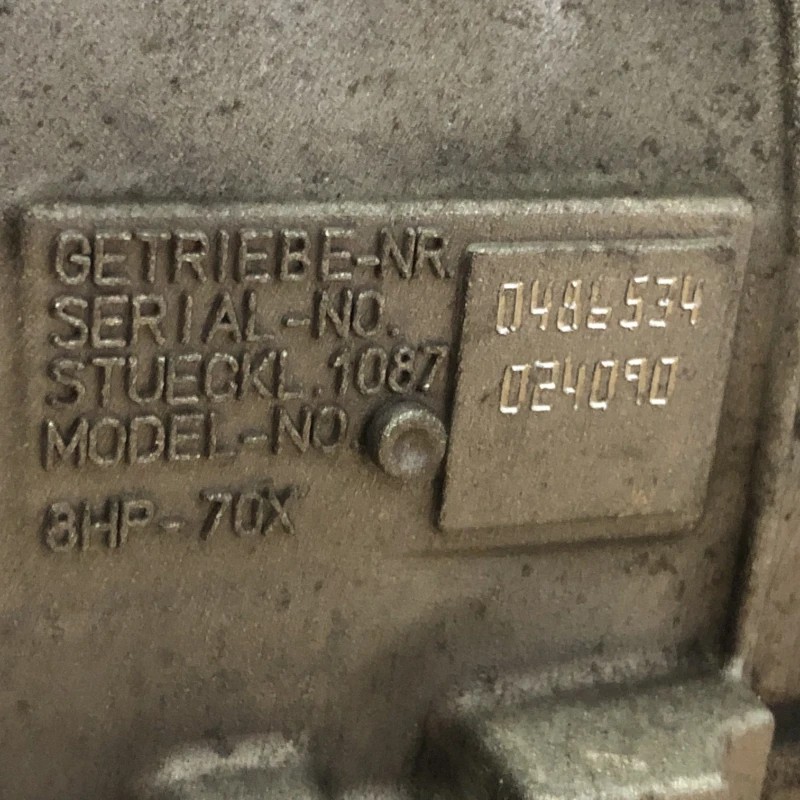 GETRIEBE-NR.
SERIAL-NO.
STUECKL.1087
MODEL-NO.
8HP-70X
0486534
024090